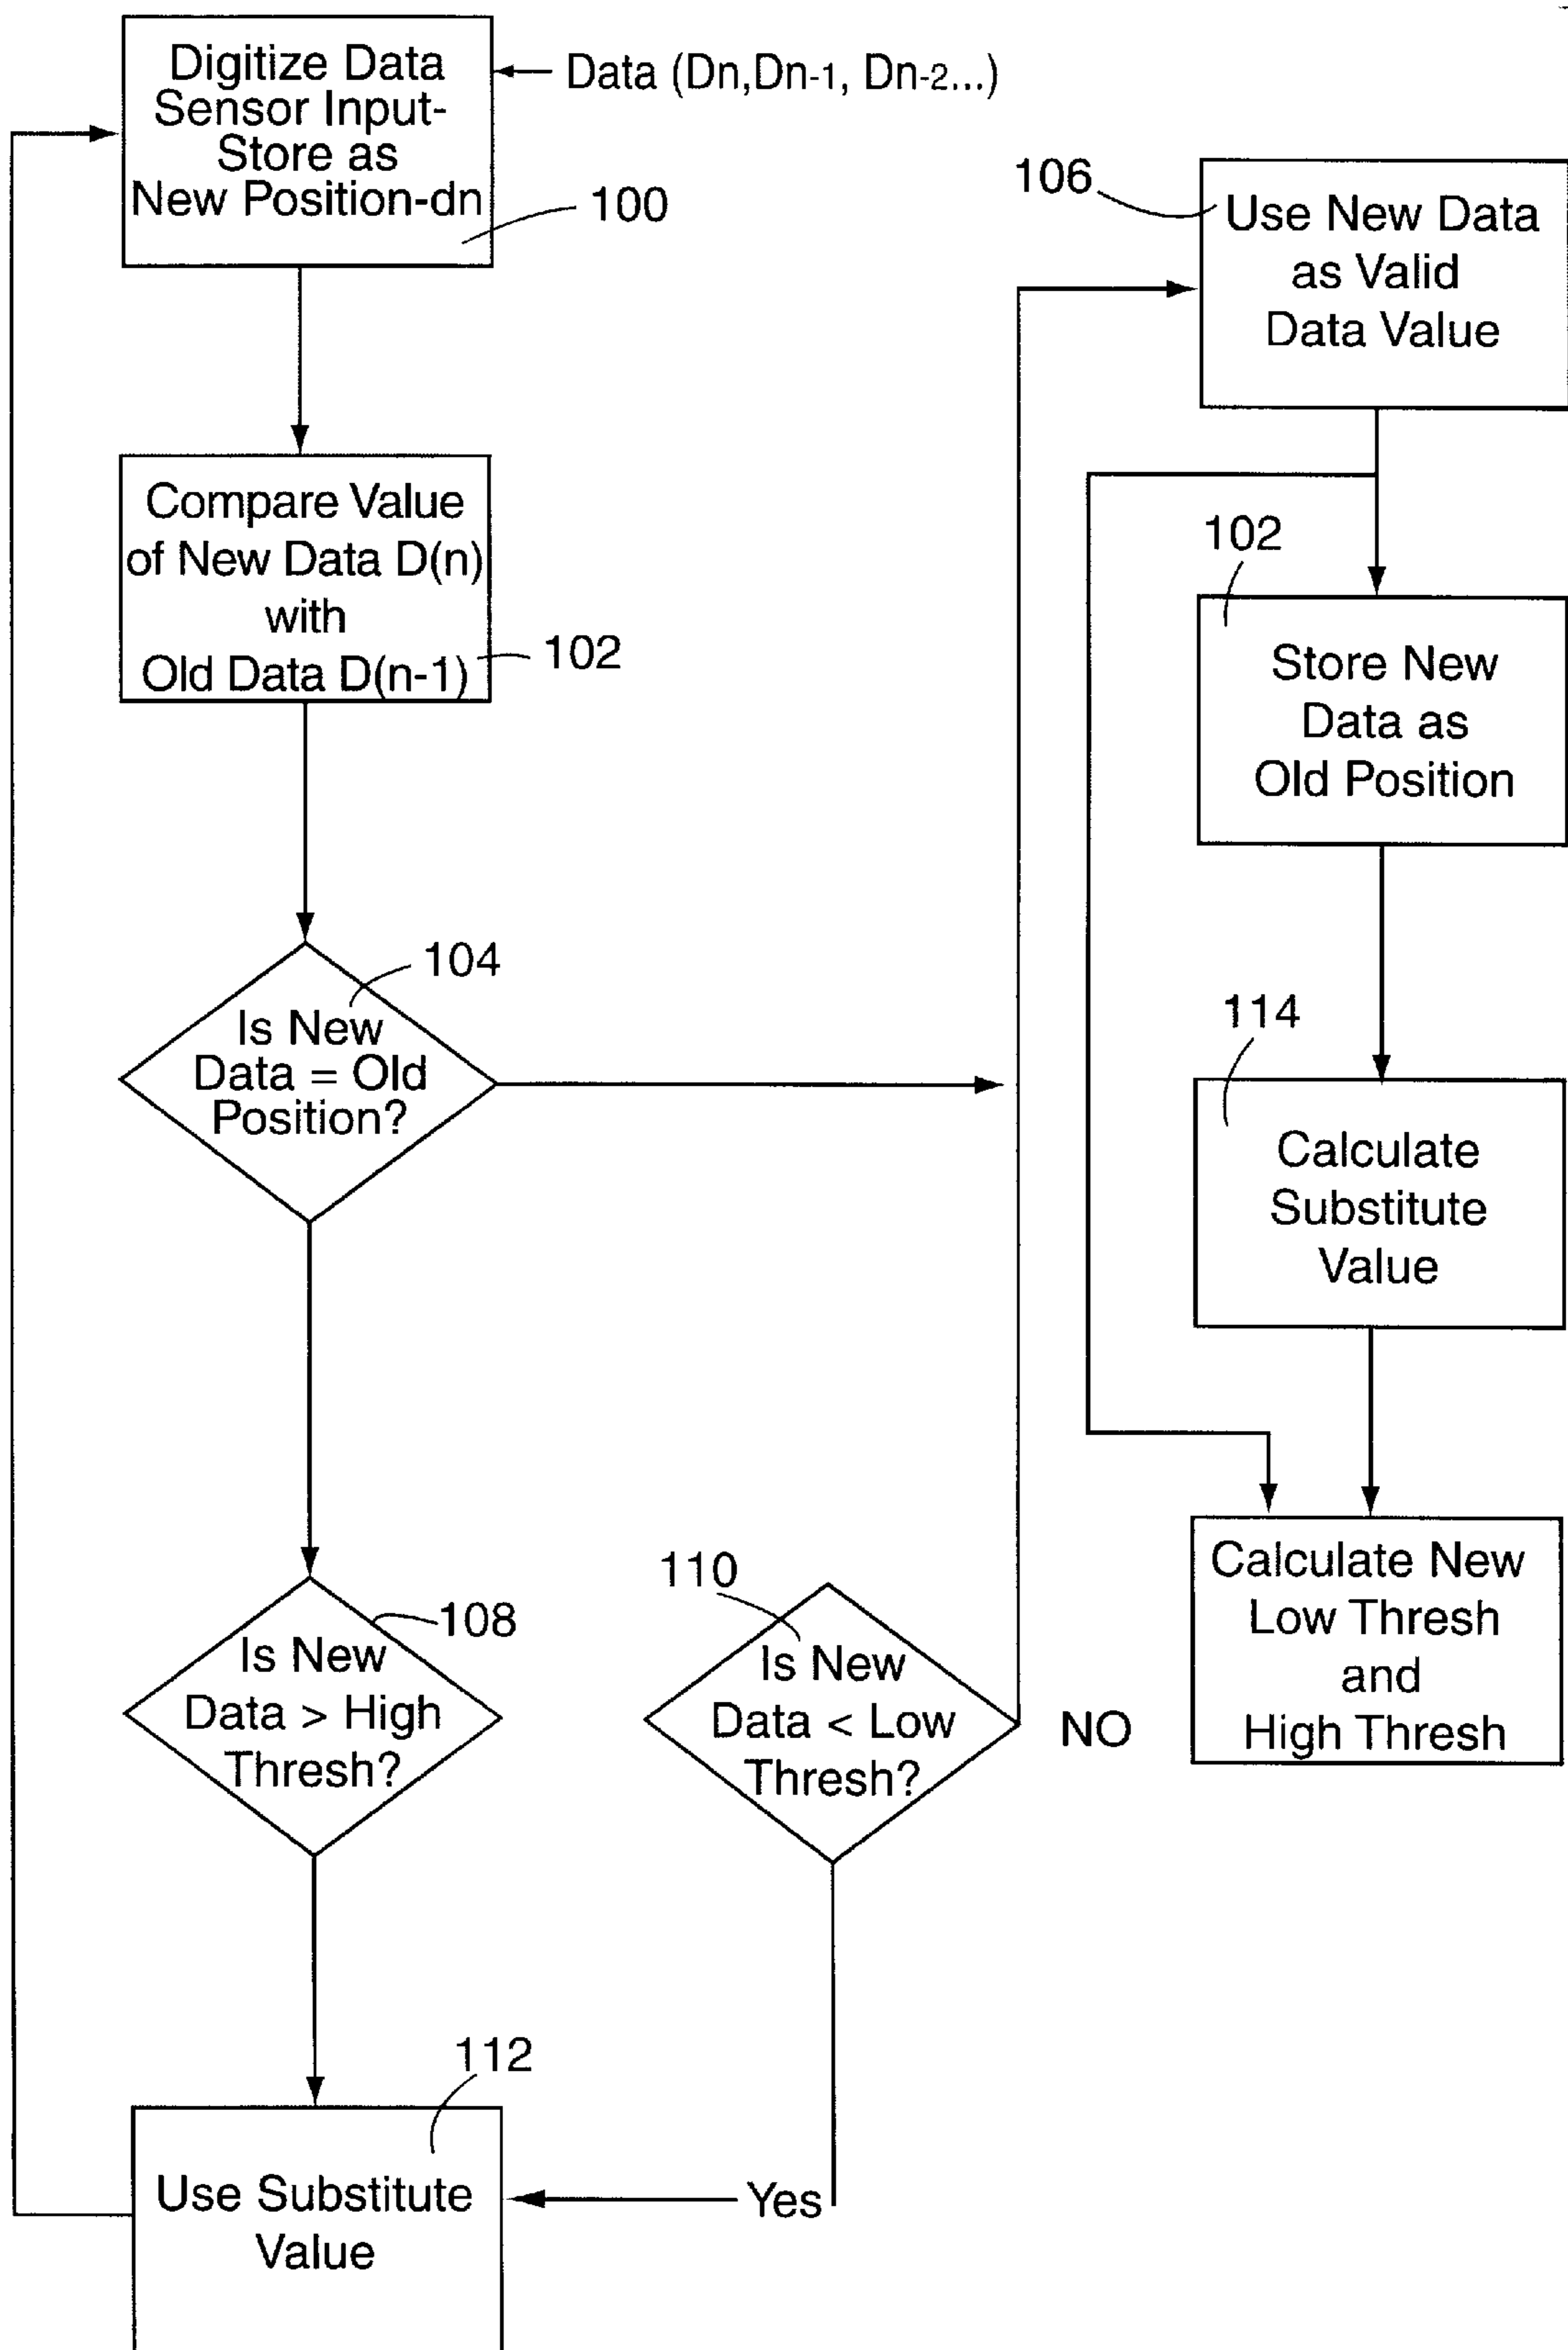 Digitize Data
Sensor Input-
Store as
New Position-dn
Data (Dn,Dn-1, Dn-2...)
100
Compare Value
of New Data D(n)
with
Old Data D(n-1)
102
104
Is New
Data = Old
Position?
108
Is New
Data > High
Thresh?
110
Is New
Data < Low
Thresh?
NO
Yes
112
Use Substitute
Value
106
Use New Data
as Valid
Data Value
102
Store New
Data as
Old Position
114
Calculate
Substitute
Value
Calculate New
Low Thresh
and
High Thresh